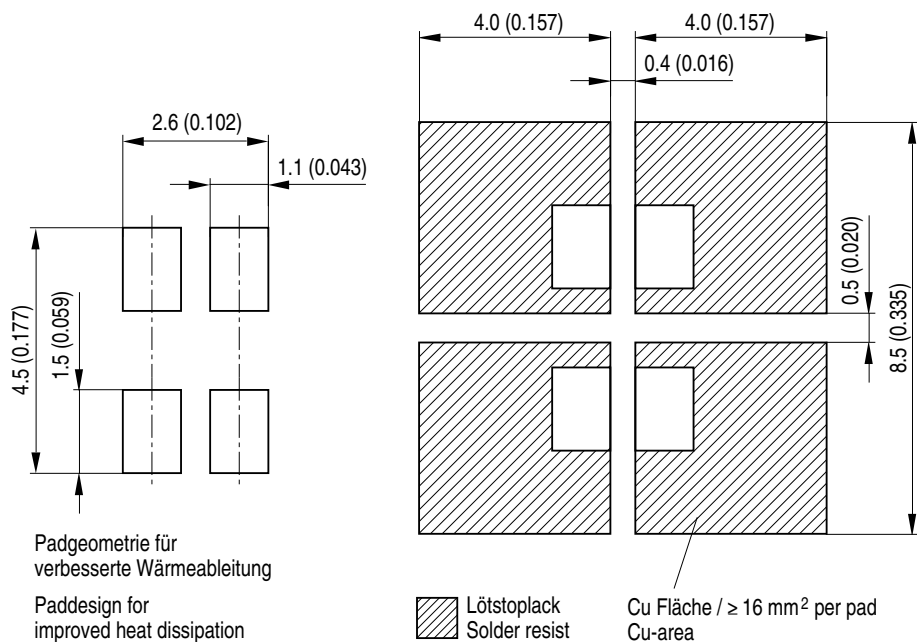 4.0 (0.157)
4.0 (0.157)
0.4 (0.016)
2.6 (0.102)
1.1 (0.043)
4.5 (0.177)
1.5 (0.059)
0.5 (0.020)
8.5 (0.335)
Padgeometrie für
verbesserte Wärmeableitung
Paddesign for
improved heat dissipation
Lötstoplack
Solder resist
Cu Fläche / ≥ 16 mm² per pad
Cu-area